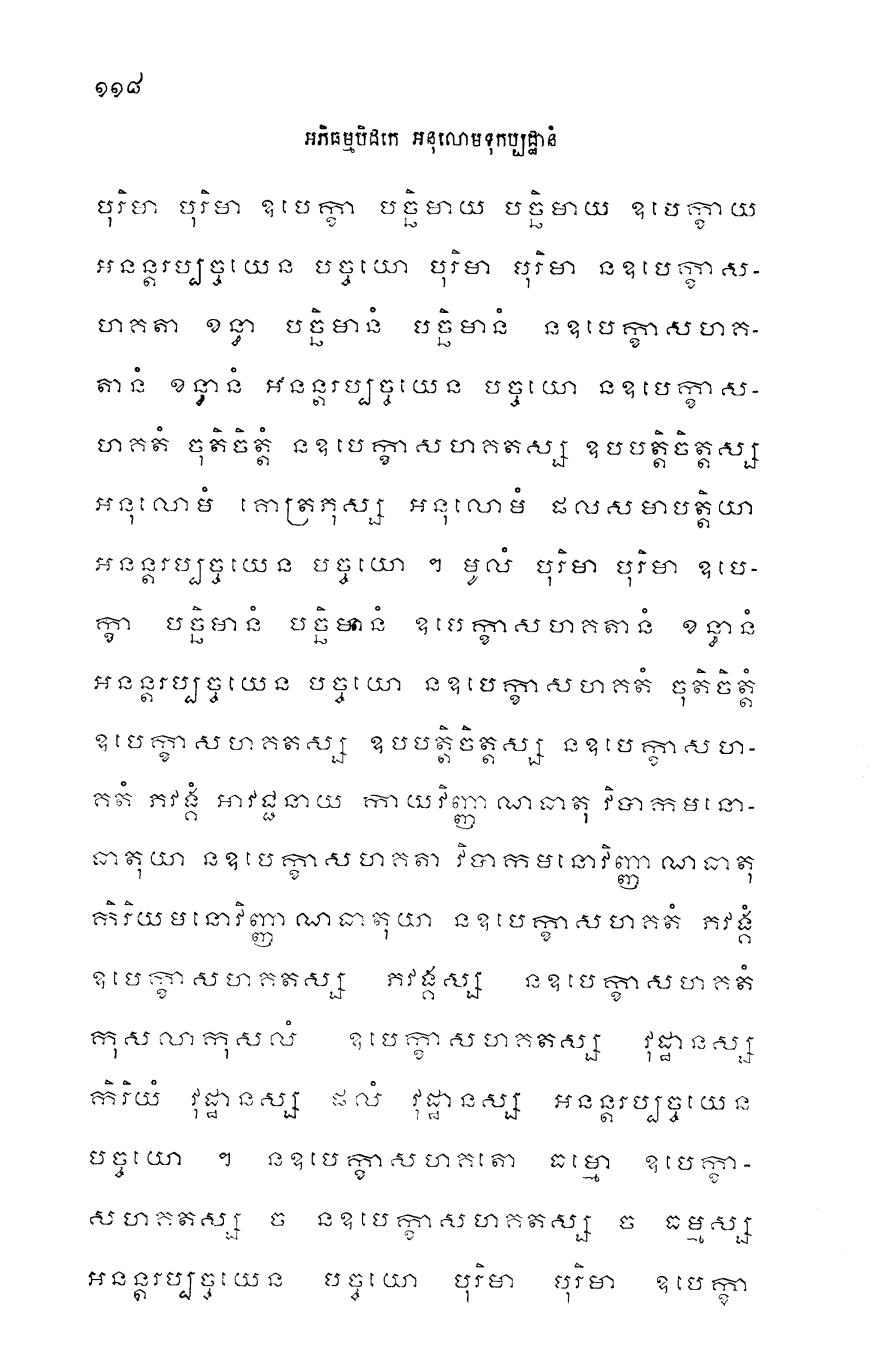 ១១៨
អភិធម្មបិដកេ អនុលោមទុកប្បដ្ឋានំ
បុរិមា បុរិមា ឧបេក្ខា បច្ឆិមាយ បច្ឆិមាយ ឧបេក្ខាយ
អនន្តរប្បច្ចយេន បច្ចយោ បុរិមា បុរិមា នឧបេក្ខាស-
ហកតា ខន្ធា បច្ឆិមានំ បច្ឆិមានំ នឧបេក្ខាសហក-
តានំ ខន្ធានំ អនន្តរប្បច្ចយេន បច្ចយោ នឧបេក្ខាស-
ហកតំ ចុតិចិត្តំ នឧបេក្ខាសហកតស្ស ឧបបត្តិចិត្តស្ស
អនុលោមំ គោត្រភុស្ស អនុលោមំ ផលសមាបត្តិយា
អនន្តរប្បច្ចយេន បច្ចយោ ។ មូលំ បុរិមា បុរិមា ឧបេ-
ក្ខា បច្ឆិមានំ បច្ឆិមានំ ឧបេក្ខាសហកតានំ ខន្ធានំ
អនន្តរប្បច្ចយេន បច្ចយោ នឧបេក្ខាសហកតំ ចុតិចិត្តំ
ឧបេក្ខាសហកតស្ស ឧបបត្តិចិត្តស្ស នឧបេក្ខាសហ-
កតំ ភវង្គំ អាវជ្ជនាយ កាយវិញ្ញាណធាតុ វិបាកមនោ-
ធាតុយា នឧបេក្ខាសហកតា វិបាកមនោវិញ្ញាណធាតុ
កិរិយមនោវិញ្ញាណធាតុយា នឧបេក្ខាសហកតំ ភវង្គំ
ឧបេក្ខាសហកតស្ស ភវង្គស្ស នឧបេក្ខាសហកតំ
កុសលាកុសលំ ឧបេក្ខាសហកតស្ស វុដ្ឋានស្ស
កិរិយំ វុដ្ឋានស្ស ផលំ វុដ្ឋានស្ស អនន្តរប្បច្ចយេន
បច្ចយោ ។ នឧបេក្ខាសហកតោ ធម្មោ ឧបេក្ខា-
សហកតស្ស ច នឧបេក្ខាសហកតស្ស ច ធម្មស្ស
អនន្តរប្បច្ចយេន បច្ចយោ បុរិមា បុរិមា ឧបេក្ខា